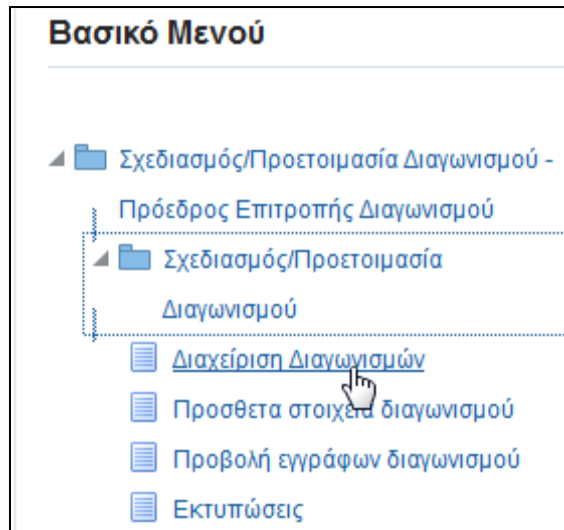 Βασικό Μενού
Σχεδιασμός/Προετοιμασία Διαγωνισμού -
Πρόεδρος Επιτροπής Διαγωνισμού
Σχεδιασμός/Προετοιμασία
Διαγωνισμού
Διαχείριση Διαγωνισμών
Προσθετα στοιχεία διαγωνισμού
Προβολή εγγράφων διαγωνισμού
Εκτυπώσεις